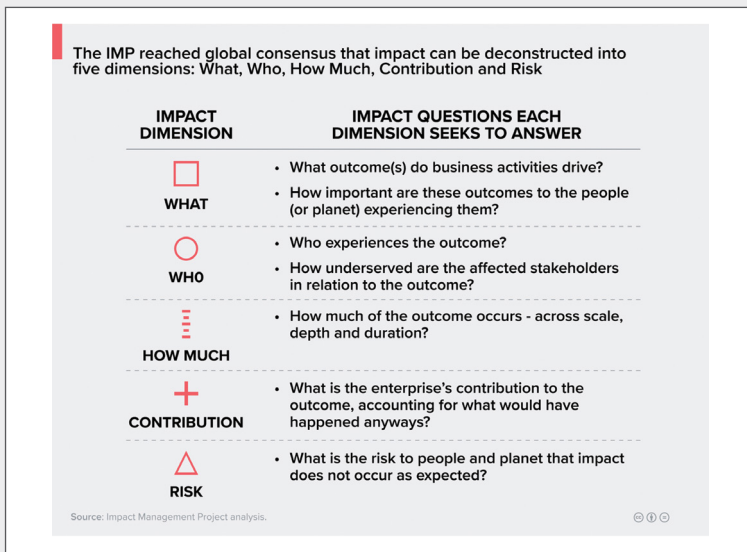 The IMP reached global consensus that impact can be deconstructed into
five dimensions: What, Who, How Much, Contribution and Risk
IMPACT
DIMENSION
IMPACT QUESTIONS EACH
DIMENSION SEEKS TO ANSWER
WHAT
• What outcome(s) do business activities drive?
• How important are these outcomes to the people
(or planet) experiencing them?
WH0
• Who experiences the outcome?
• How underserved are the affected stakeholders
in relation to the outcome?
HOW MUCH
• How much of the outcome occurs - across scale,
depth and duration?
CONTRIBUTION
• What is the enterprise's contribution to the
outcome, accounting for what would have
happened anyways?
RISK
• What is the risk to people and planet that impact
does not occur as expected?
Source: Impact Management Project analysis.